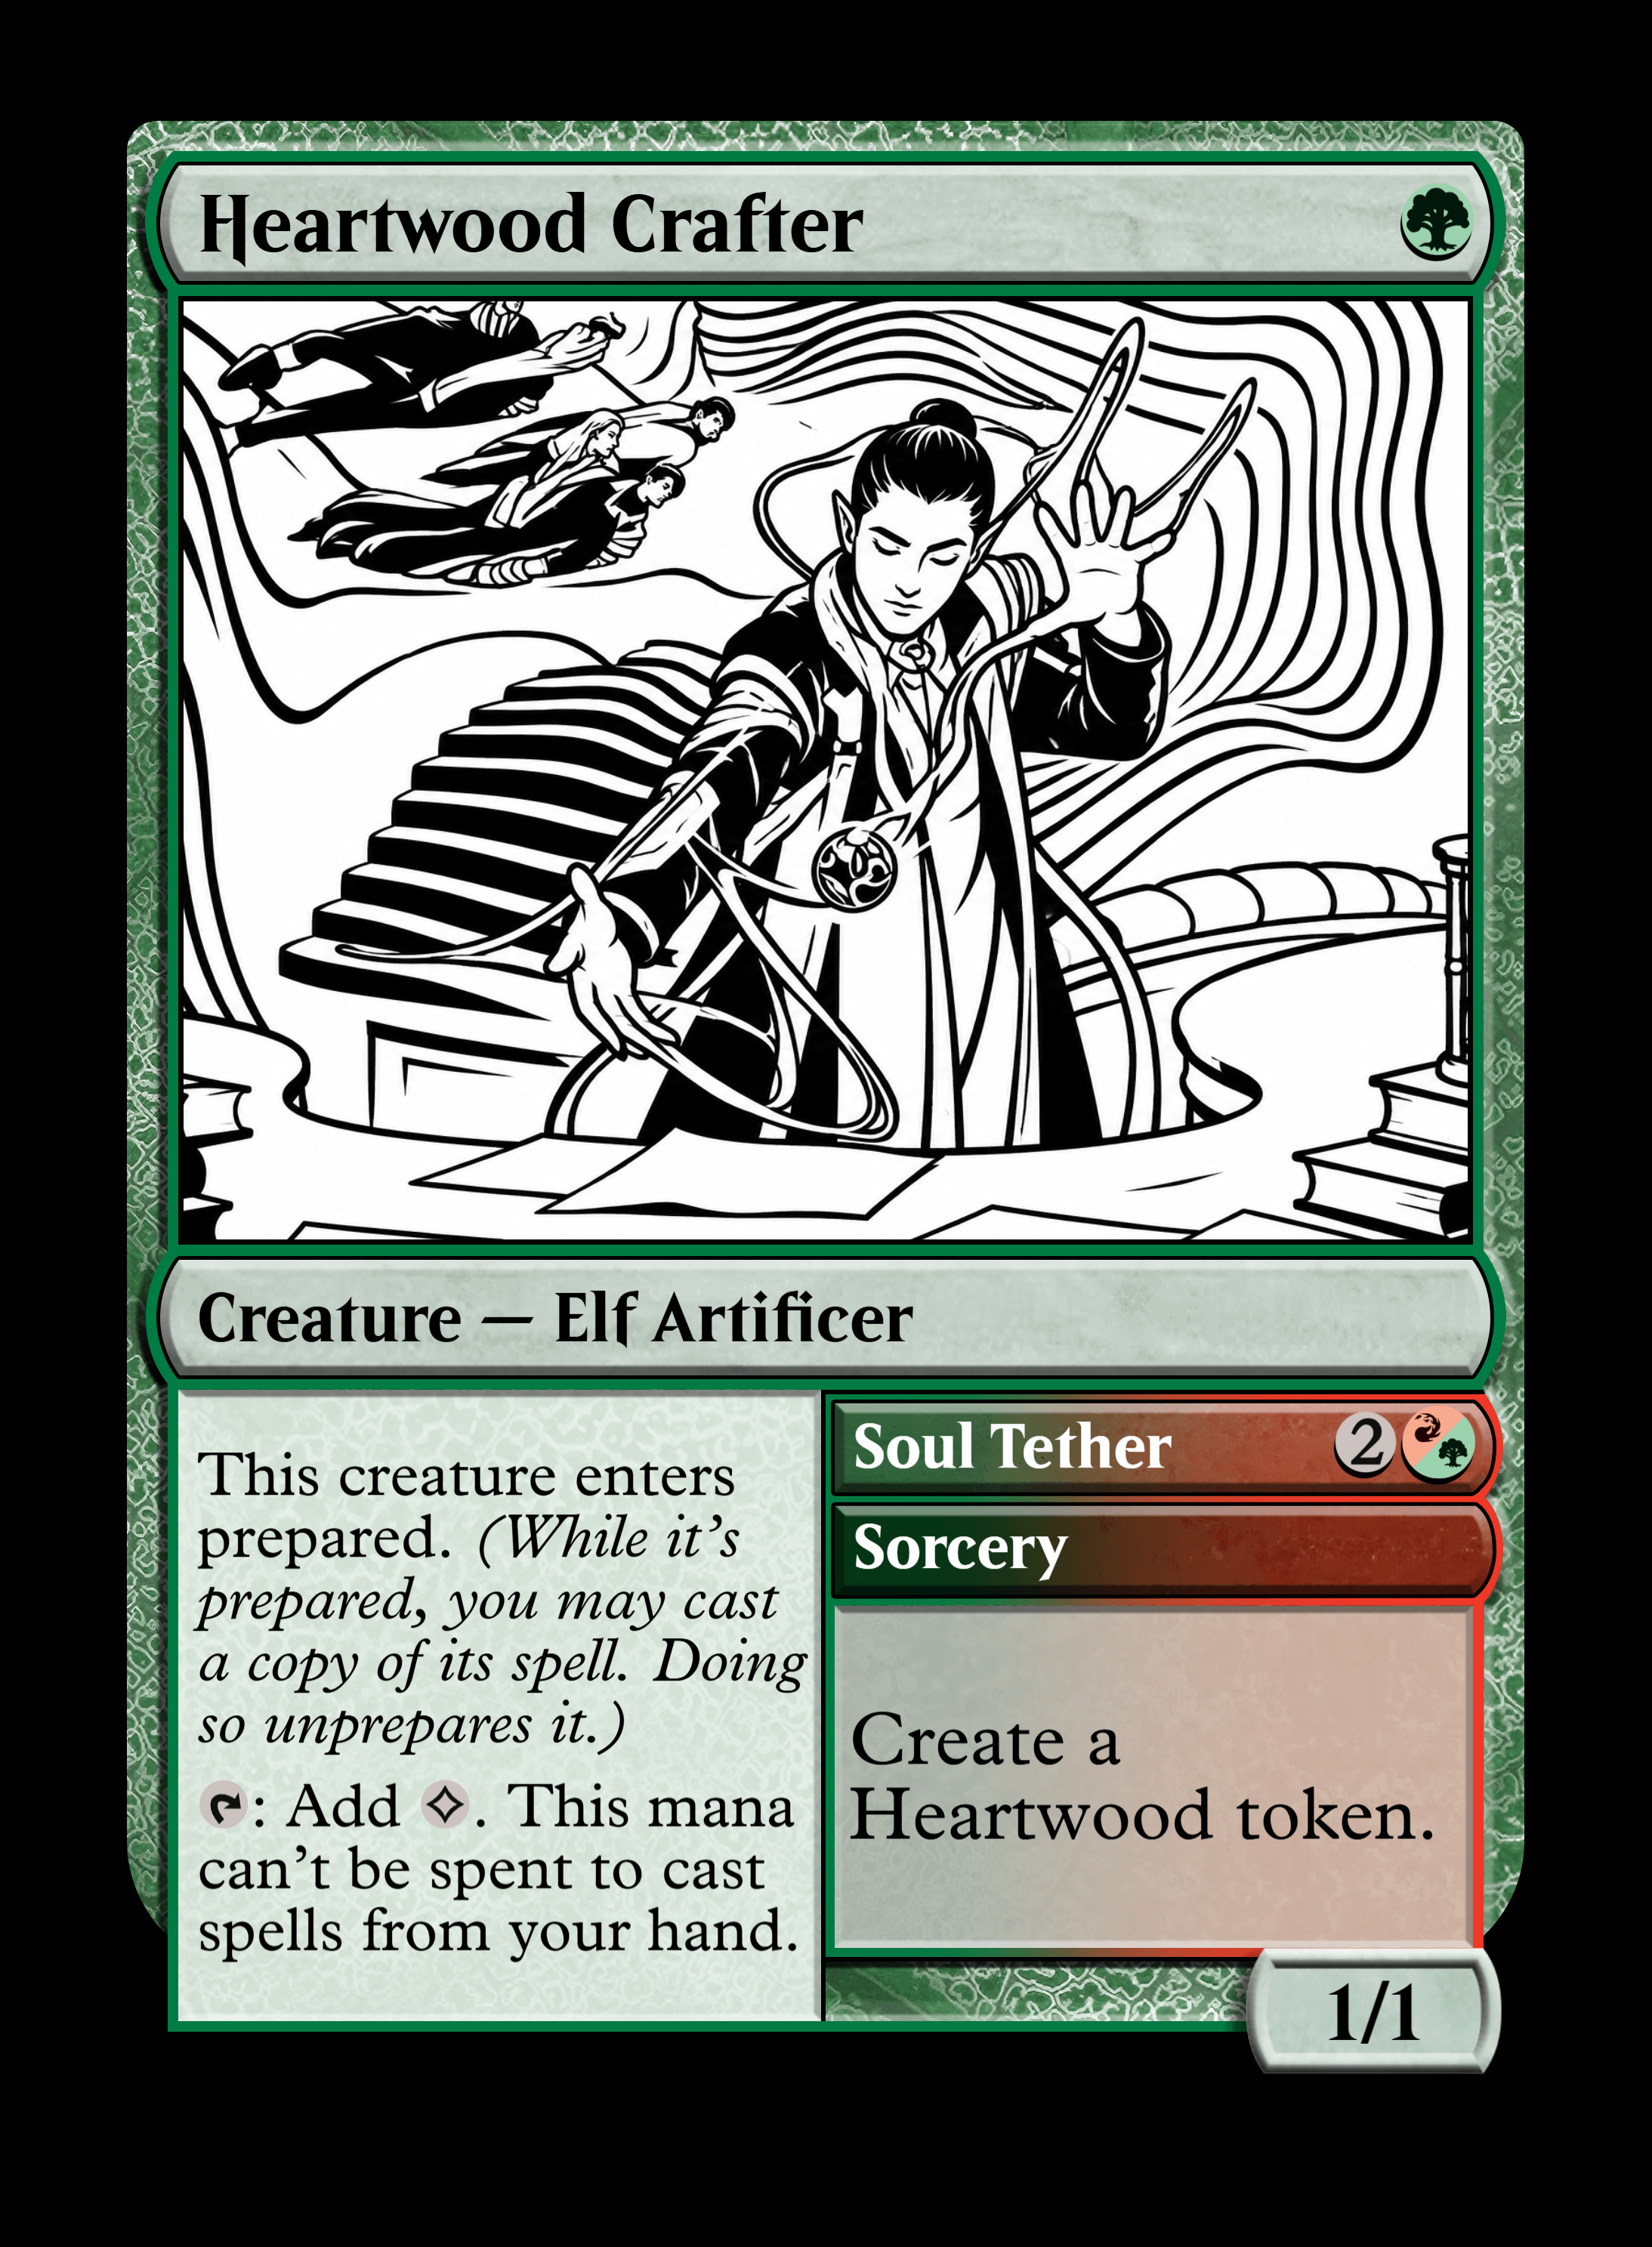 Heartwood Crafter
Creature — Elf Artificer
This creature enters
prepared. (While it's
prepared, you may cast
a copy of its spell. Doing
so unprepares it.)
: Add . This mana
can't be spent to cast
spells from your hand.
Soul Tether 2
Sorcery
Create a
Heartwood token.
1/1